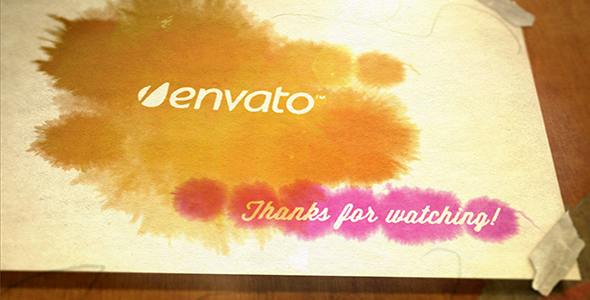 envato™
Thanks for watching!